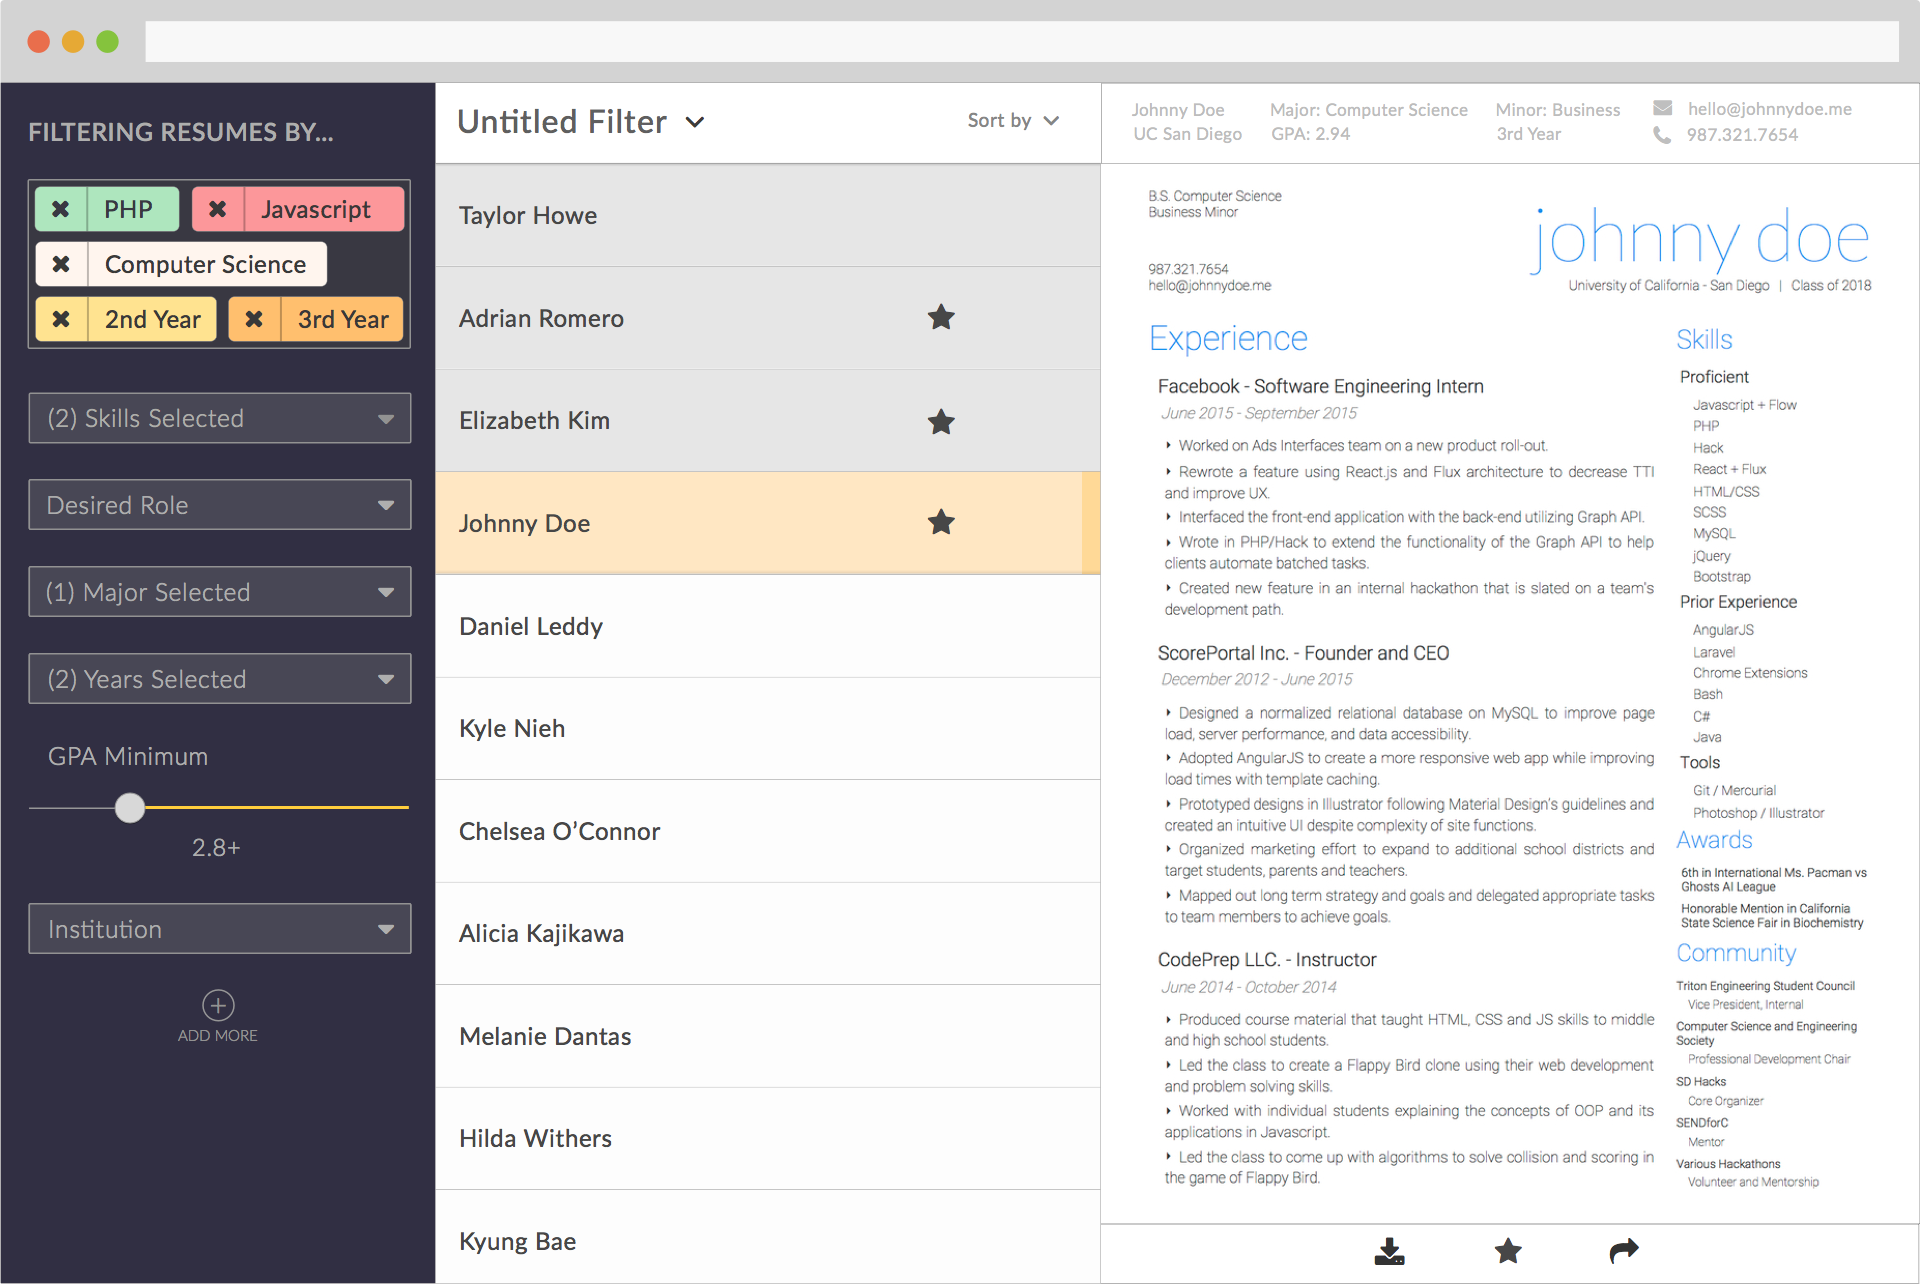 FILTERING RESUMES BY...
PHP
Javascript
Computer Science
2nd Year
3rd Year
(2) Skills Selected
Desired Role
(1) Major Selected
(2) Years Selected
GPA Minimum
2.8+
Institution
ADD MORE
Untitled Filter
Sort by
Taylor Howe
Adrian Romero
Elizabeth Kim
Johnny Doe
Daniel Leddy
Kyle Nieh
Chelsea O’Connor
Alicia Kajikawa
Melanie Dantas
Hilda Withers
Kyung Bae
Johnny Doe
UC San Diego
Major: Computer Science
GPA: 2.94
Minor: Business
3rd Year
hello@johnnydoe.me
987.321.7654
B.S. Computer Science
Business Minor
987.321.7654
hello@johnnydoe.me
johnny doe
University of California - San Diego | Class of 2018
Experience
Facebook - Software Engineering Intern
June 2015 - September 2015
Worked on Ads Interfaces team on a new product roll-out.
Rewrote a feature using React.js and Flux architecture to decrease TTI
and improve UX.
Interfaced the front-end application with the back-end utilizing Graph API.
Wrote in PHP/Hack to extend the functionality of the Graph API to help
clients automate batched tasks.
Created new feature in an internal hackathon that is slated on a team's
development path.
ScorePortal Inc. - Founder and CEO
December 2012 - June 2015
Designed a normalized relational database on MySQL to improve page
load, server performance, and data accessibility.
Adopted AngularJS to create a more responsive web app while improving
load times with template caching.
Prototyped designs in Illustrator following Material Design's guidelines and
created an intuitive UI despite complexity of site functions.
Organized marketing effort to expand to additional school districts and
target students, parents and teachers.
Mapped out long term strategy and goals and delegated appropriate tasks
to team members to achieve goals.
CodePrep LLC. - Instructor
June 2014 - October 2014
Produced course material that taught HTML, CSS and JS skills to middle
and high school students.
Led the class to create a Flappy Bird clone using their web development
and problem solving skills.
Worked with individual students explaining the concepts of OOP and its
applications in Javascript.
Led the class to come up with algorithms to solve collision and scoring in
the game of Flappy Bird.
Skills
Proficient
Javascript + Flow
PHP
Hack
React + Flux
HTML/CSS
SCSS
MySQL
jQuery
Bootstrap
Prior Experience
AngularJS
Laravel
Chrome Extensions
Bash
C#
Java
Tools
Git / Mercurial
Photoshop / Illustrator
Awards
6th in International Ms. Pacman vs
Ghosts AI League
Honorable Mention in California
State Science Fair in Biochemistry
Community
Triton Engineering Student Council
Vice President, Internal
Computer Science and Engineering
Society
Professional Development Chair
SD Hacks
Core Organizer
SENDforC
Mentor
Various Hackathons
Volunteer and Mentorship